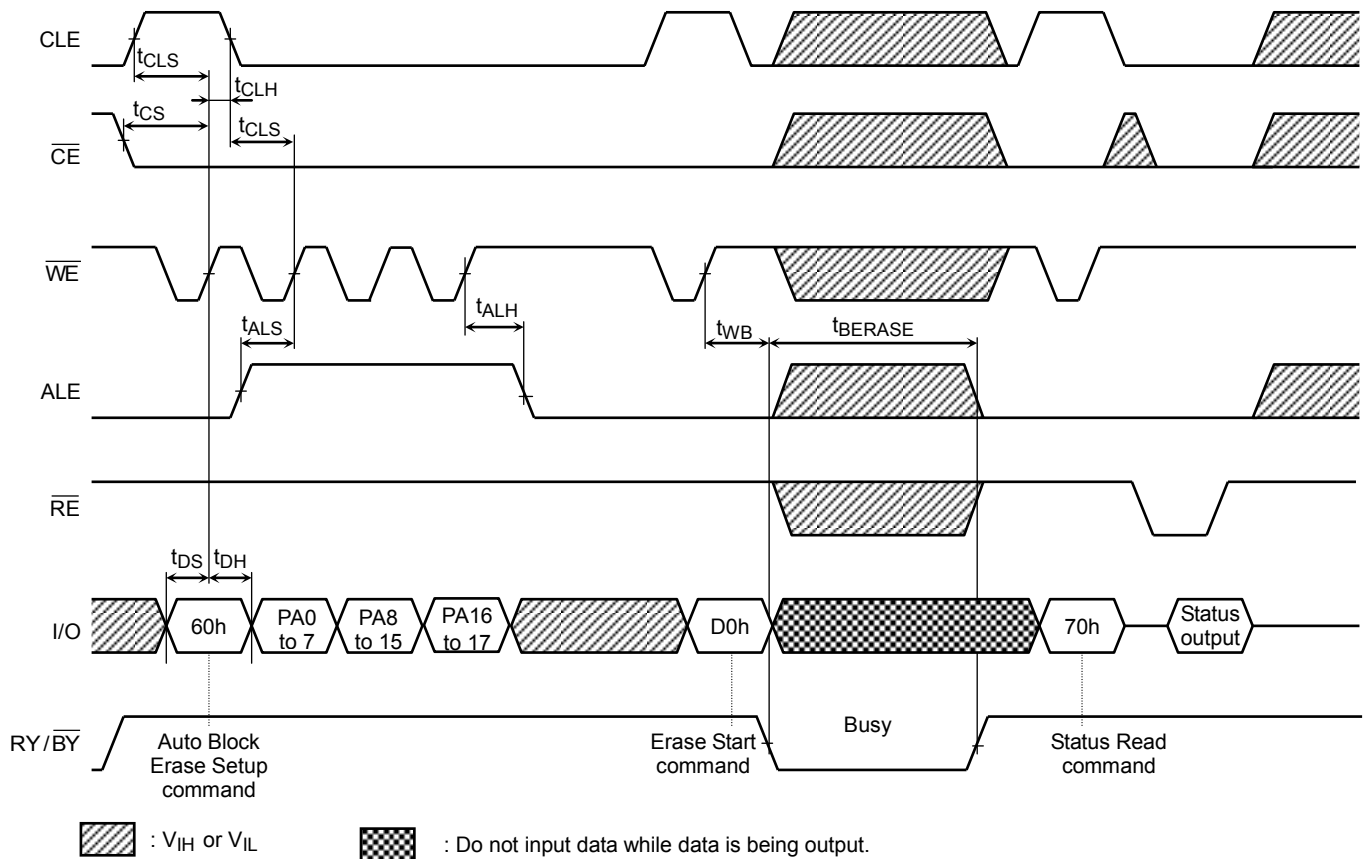 CLE
tCLS
tCLH
tCS
tCLS
CE
WE
tALS
tALH
tWB
tBERASE
ALE
RE
tDS
tDH
I/O
60h
PA0
to 7
PA8
to 15
PA16
to 17
D0h
70h
Status
output
RY/BY
Busy
Auto Block
Erase Setup
command
Erase Start
command
Status Read
command
: VIH or VIL
: Do not input data while data is being output.